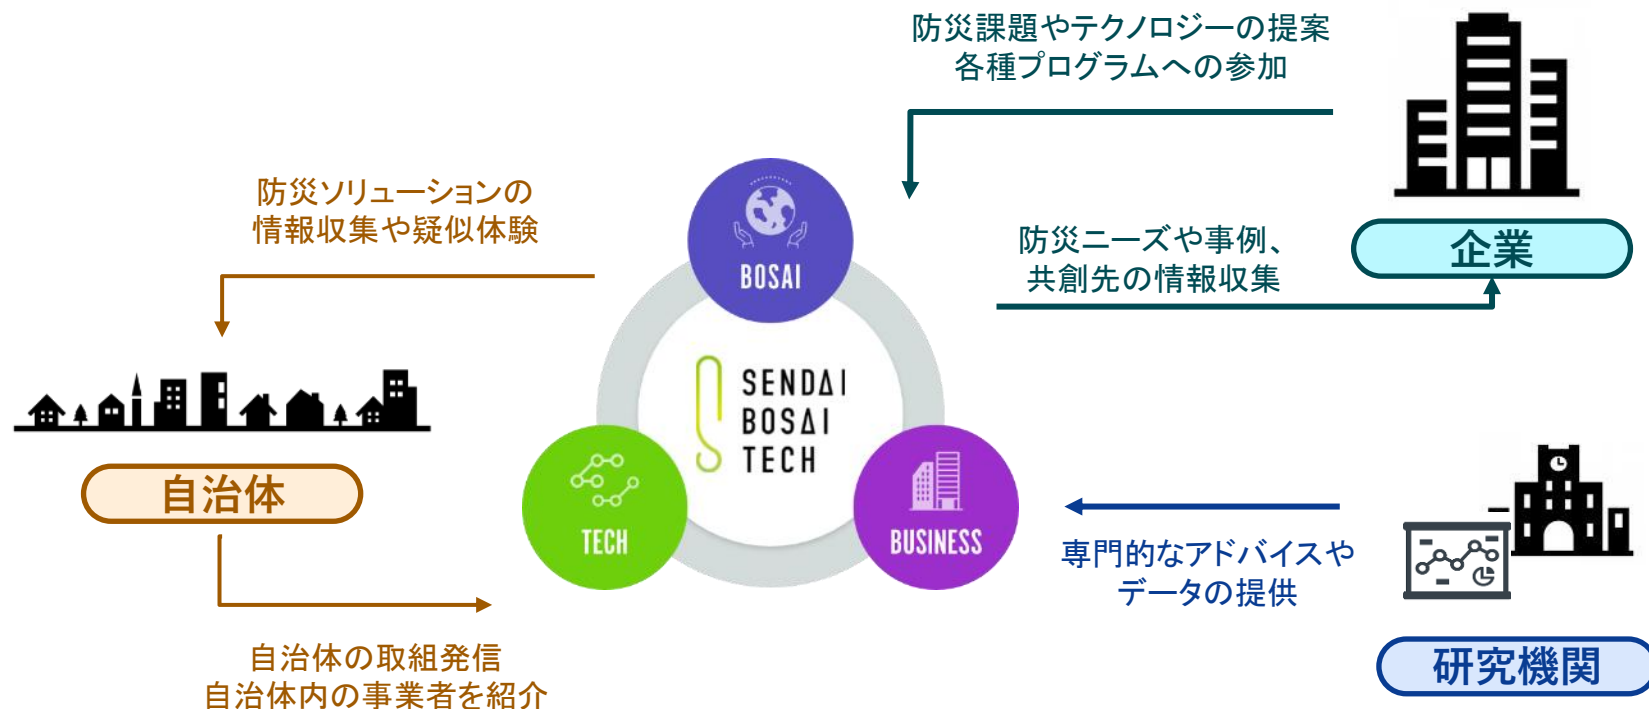 防災課題やテクノロジーの提案
各種プログラムへの参加
企業
防災ソリューションの
情報収集や疑似体験
防災ニーズや事例、
共創先の情報収集
BOSAI
SENDAI
BOSAI
TECH
自治体
TECH
BUSINESS
専門的なアドバイスや
データの提供
研究機関
自治体の取組発信
自治体内の事業者を紹介